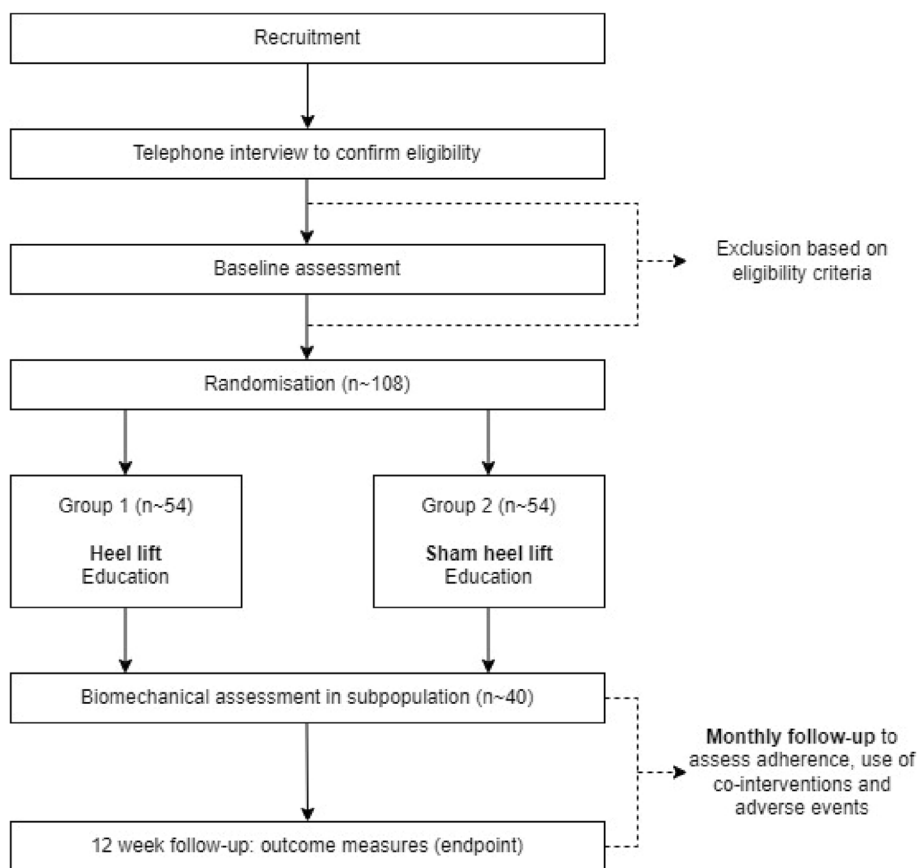 Recruitment
Telephone interview to confirm eligibility
Baseline assessment
Exclusion based on
eligibility criteria
Randomisation (n~108)
Group 1 (n~54)
Heel lift
Education
Group 2 (n~54)
Sham heel lift
Education
Biomechanical assessment in subpopulation (n~40)
Monthly follow-up to
assess adherence, use of
co-interventions and
adverse events
12 week follow-up: outcome measures (endpoint)